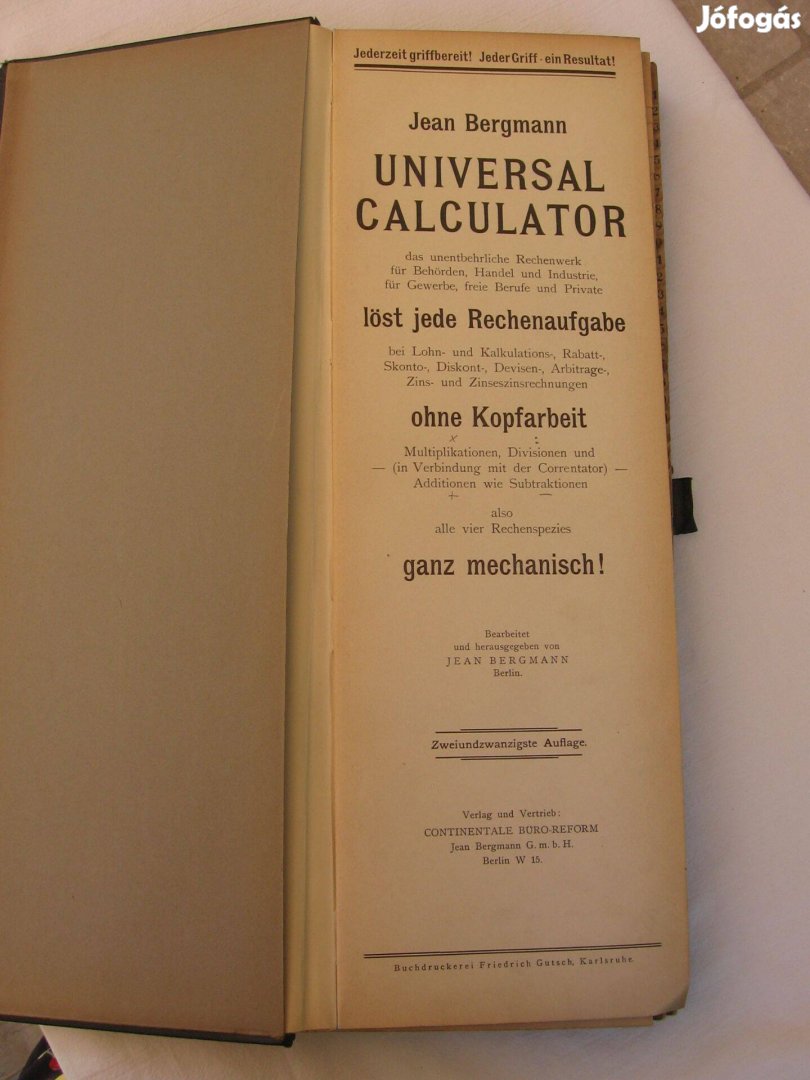 Jófogás
Jederzeit griffbereit! Jeder Griff - ein Resultat!
Jean Bergmann
UNIVERSAL
CALCULATOR
das unentbehrliche Rechenwerk
für Behörden, Handel und Industrie,
für Gewerbe, freie Berufe und Private
löst jede Rechenaufgabe
bei Lohn- und Kalkulations-, Rabatt-,
Skonto-, Diskont-, Devisen-, Arbitrage-,
Zins- und Zinseszinsrechnungen
ohne Kopfarbeit
x :
Multiplikationen, Divisionen und
— (in Verbindung mit der Correntator) —
Additionen wie Subtraktionen
+ —
also
alle vier Rechenspezies
ganz mechanisch!
Bearbeitet
und herausgegeben von
JEAN BERGMANN
Berlin.
Zweiundzwanzigste Auflage.
Verlag und Vertrieb:
CONTINENTALE BÜRO-REFORM
Jean Bergmann G. m. b. H.
Berlin W 15.
Buchdruckerei Friedrich Gutsch, Karlsruhe.